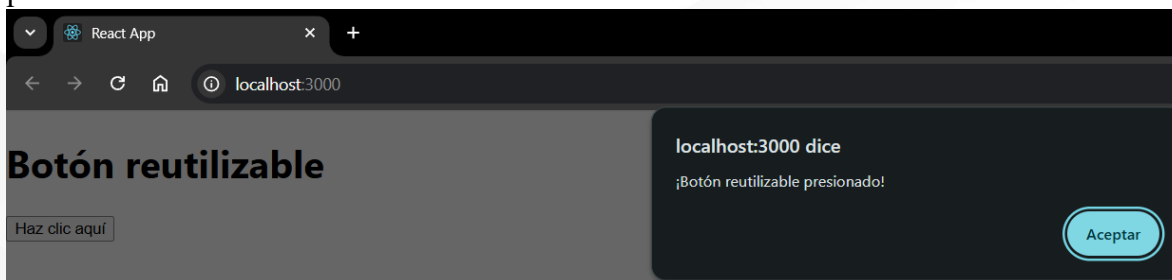 React App
localhost:3000
Botón reutilizable
Haz clic aquí
localhost:3000 dice
¡Botón reutilizable presionado!
Aceptar